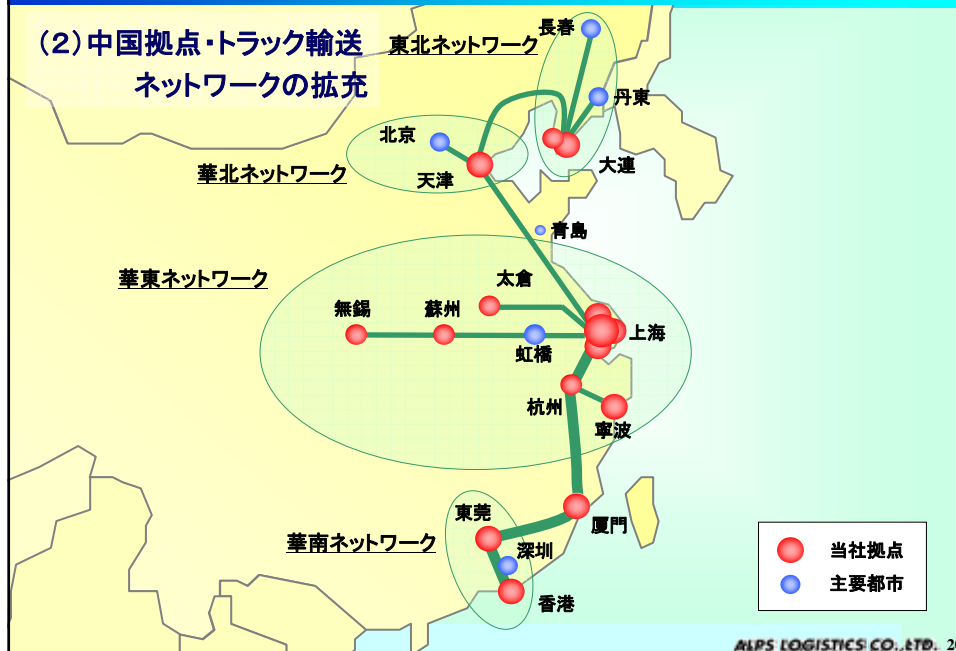 （２）中国拠点・トラック輸送
ネットワークの拡充
東北ネットワーク
長春
丹東
北京
大連
華北ネットワーク
天津
青島
華東ネットワーク
太倉
無錫
蘇州
上海
虹橋
杭州
寧波
東莞
厦門
華南ネットワーク
深圳
香港
当社拠点
主要都市
ALPS LOGISTICS CO.,LTD. 20